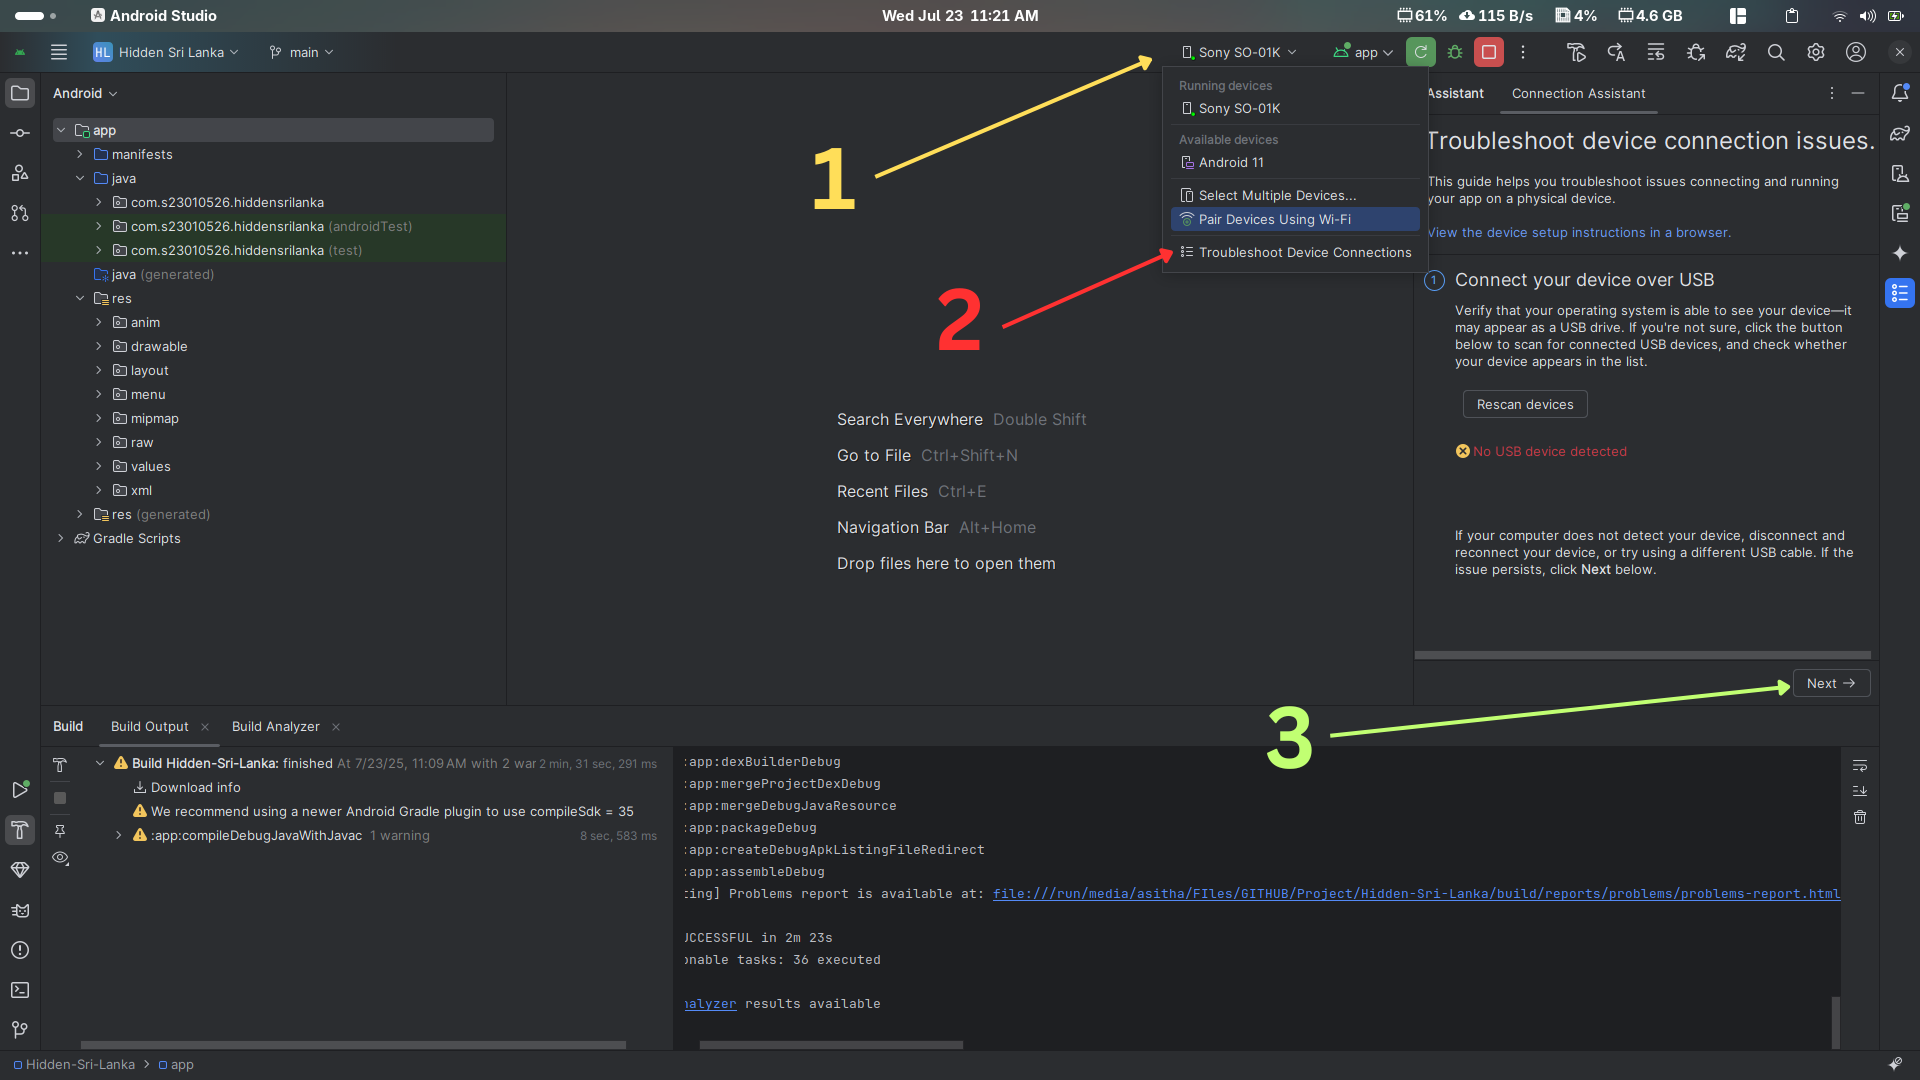 Android Studio
Wed Jul 23 11:21 AM
61% 115 B/s 4% 4.6 GB
HL Hidden Sri Lanka
main
Sony SO-01K
app
Android
app
manifests
java
com.s23010526.hiddensrilanka
com.s23010526.hiddensrilanka (androidTest)
com.s23010526.hiddensrilanka (test)
java (generated)
res
anim
drawable
layout
menu
mipmap
raw
values
xml
res (generated)
Gradle Scripts
1
2
3
Running devices
Sony SO-01K
Available devices
Android 11
Select Multiple Devices...
Pair Devices Using Wi-Fi
Troubleshoot Device Connections
Search Everywhere Double Shift
Go to File Ctrl+Shift+N
Recent Files Ctrl+E
Navigation Bar Alt+Home
Drop files here to open them
Assistant
Connection Assistant
Troubleshoot device connection issues.
This guide helps you troubleshoot issues connecting and running
your app on a physical device.
View the device setup instructions in a browser.
1 Connect your device over USB
Verify that your operating system is able to see your device—it
may appear as a USB drive. If you're not sure, click the button
below to scan for connected USB devices, and check whether
your device appears in the list.
Rescan devices
No USB device detected
If your computer does not detect your device, disconnect and
reconnect your device, or try using a different USB cable. If the
issue persists, click Next below.
Next
Build
Build Output
Build Analyzer
Build Hidden-Sri-Lanka: finished At 7/23/25, 11:09 AM with 2 war 2 min, 31 sec, 291 ms
Download info
We recommend using a newer Android Gradle plugin to use compileSdk = 35
:app:compileDebugJavaWithJavac 1 warning 8 sec, 583 ms
:app:dexBuilderDebug
:app:mergeProjectDexDebug
:app:mergeDebugJavaResource
:app:packageDebug
:app:createDebugApkListingFileRedirect
:app:assembleDebug
ting] Problems report is available at: file:///run/media/asitha/FIles/GITHUB/Project/Hidden-Sri-Lanka/build/reports/problems/problems-report.html
UCCESSFUL in 2m 23s
onable tasks: 36 executed
nalyzer results available
Hidden-Sri-Lanka
app